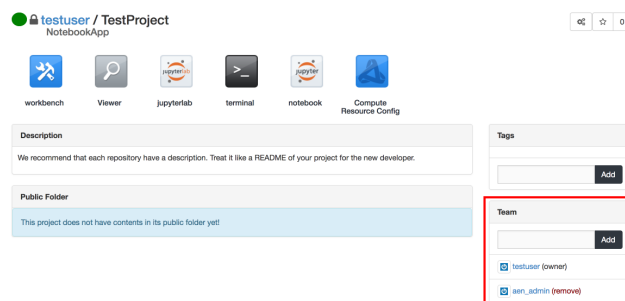 testuser / TestProject
NotebookApp
0
jupyterlab
>_
jupyter
workbench
Viewer
jupyterlab
terminal
notebook
Compute
Resource Config
Description
We recommend that each repository have a description. Treat it like a README of your project for the new developer.
Public Folder
This project does not have contents in its public folder yet!
Tags
Add
Team
Add
testuser (owner)
aen_admin (remove)